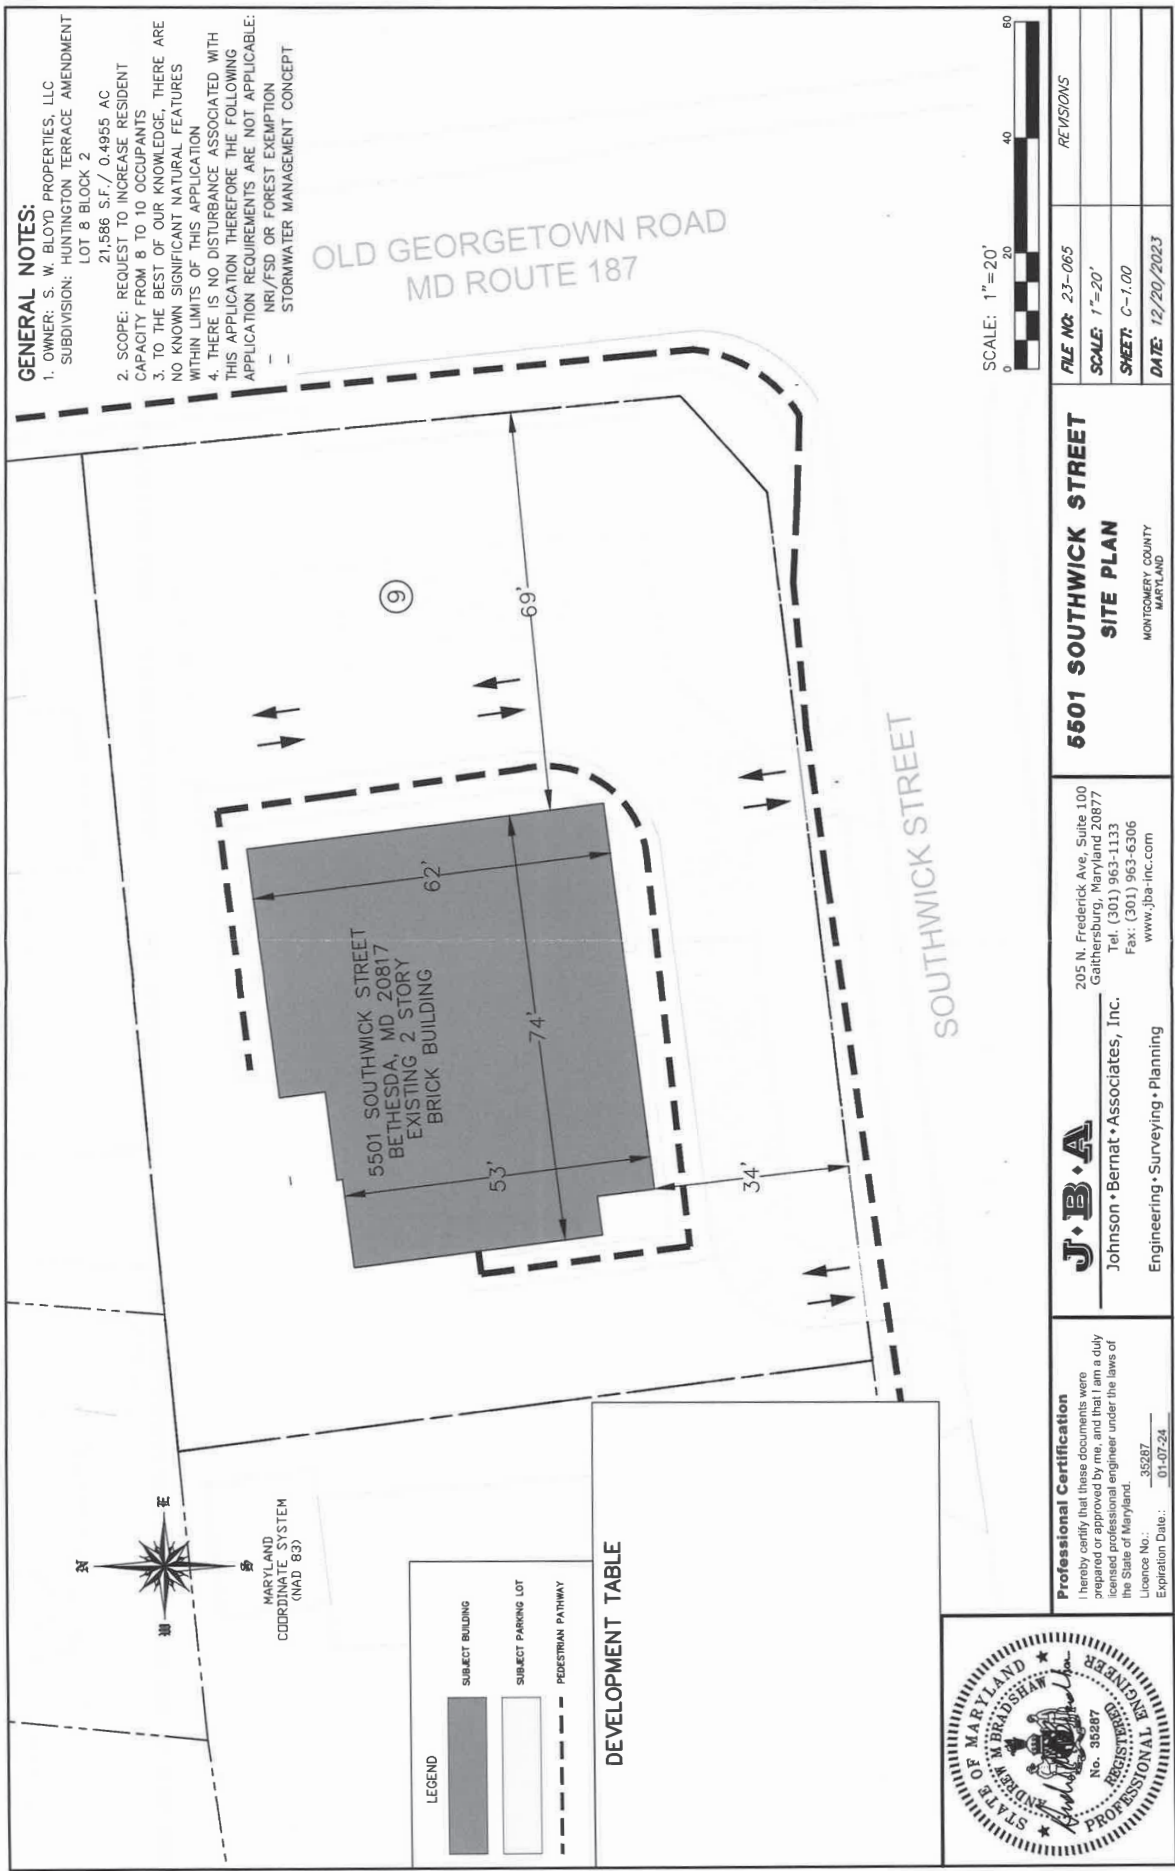 GENERAL NOTES:
1. OWNER: S. W. BLOYD PROPERTIES, LLC
SUBDIVISION: HUNTINGTON TERRACE AMENDMENT
LOT 8 BLOCK 2
21,586 S.F./ 0.4955 AC
2. SCOPE: REQUEST TO INCREASE RESIDENT
CAPACITY FROM 8 TO 10 OCCUPANTS
3. TO THE BEST OF OUR KNOWLEDGE, THERE ARE
NO KNOWN SIGNIFICANT NATURAL FEATURES
WITHIN LIMITS OF THIS APPLICATION
4. THERE IS NO DISTURBANCE ASSOCIATED WITH
THIS APPLICATION THEREFORE THE FOLLOWING
APPLICATION REQUIREMENTS ARE NOT APPLICABLE:
— NRI/FSD OR FOREST EXEMPTION
— STORMWATER MANAGEMENT CONCEPT
OLD GEORGETOWN ROAD
MD ROUTE 187
9
69'
62'
5501 SOUTHWICK STREET
BETHESDA, MD 20817
EXISTING 2 STORY
BRICK BUILDING
74'
53'
34'
SOUTHWICK STREET
N
W
E
S
MARYLAND
COORDINATE SYSTEM
(NAD 83)
LEGEND
SUBJECT BUILDING
SUBJECT PARKING LOT
PEDESTRIAN PATHWAY
DEVELOPMENT TABLE
SCALE: 1"=20'
0 20 40 60
STATE OF MARYLAND
ANDREW M BRADSHAW
No. 35287
REGISTERED
PROFESSIONAL ENGINEER
Professional Certification
I hereby certify that these documents were
prepared or approved by me, and that I am a duly
licensed professional engineer under the laws of
the State of Maryland.
Licence No.: 35287
Expiration Date.: 01-07-24
J•B•A
Johnson • Bernat • Associates, Inc.
Engineering • Surveying • Planning
205 N. Frederick Ave, Suite 100
Gaithersburg, Maryland 20877
Tel. (301) 963-1133
Fax: (301) 963-6306
www.jba-inc.com
5501 SOUTHWICK STREET
SITE PLAN
MONTGOMERY COUNTY
MARYLAND
FILE NO: 23-065
SCALE: 1"=20'
SHEET: C-1.00
DATE: 12/20/2023
REVISIONS